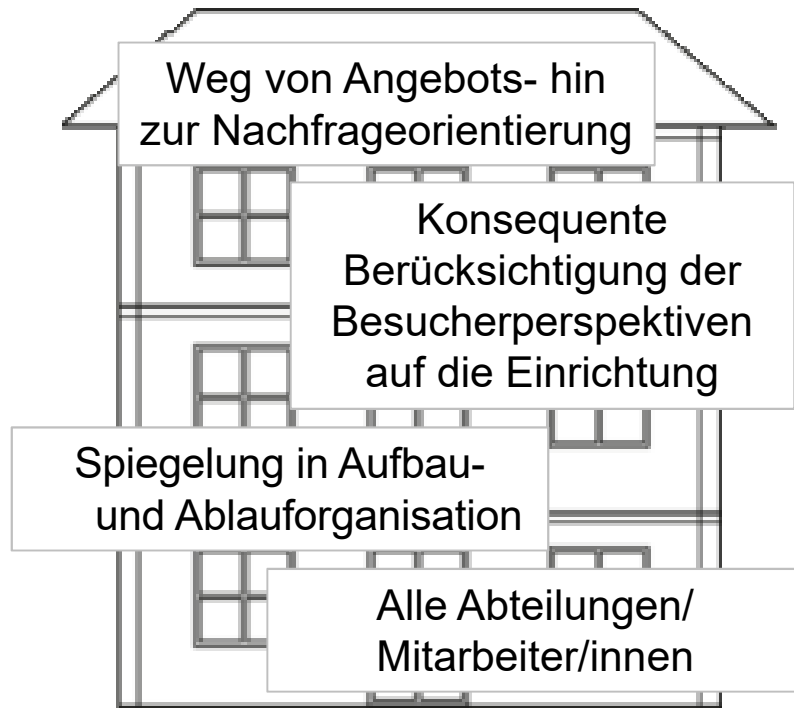 Weg von Angebots- hin
zur Nachfrageorientierung
Konsequente
Berücksichtigung der
Besucherperspektiven
auf die Einrichtung
Spiegelung in Aufbau-
und Ablauforganisation
Alle Abteilungen/
Mitarbeiter/innen